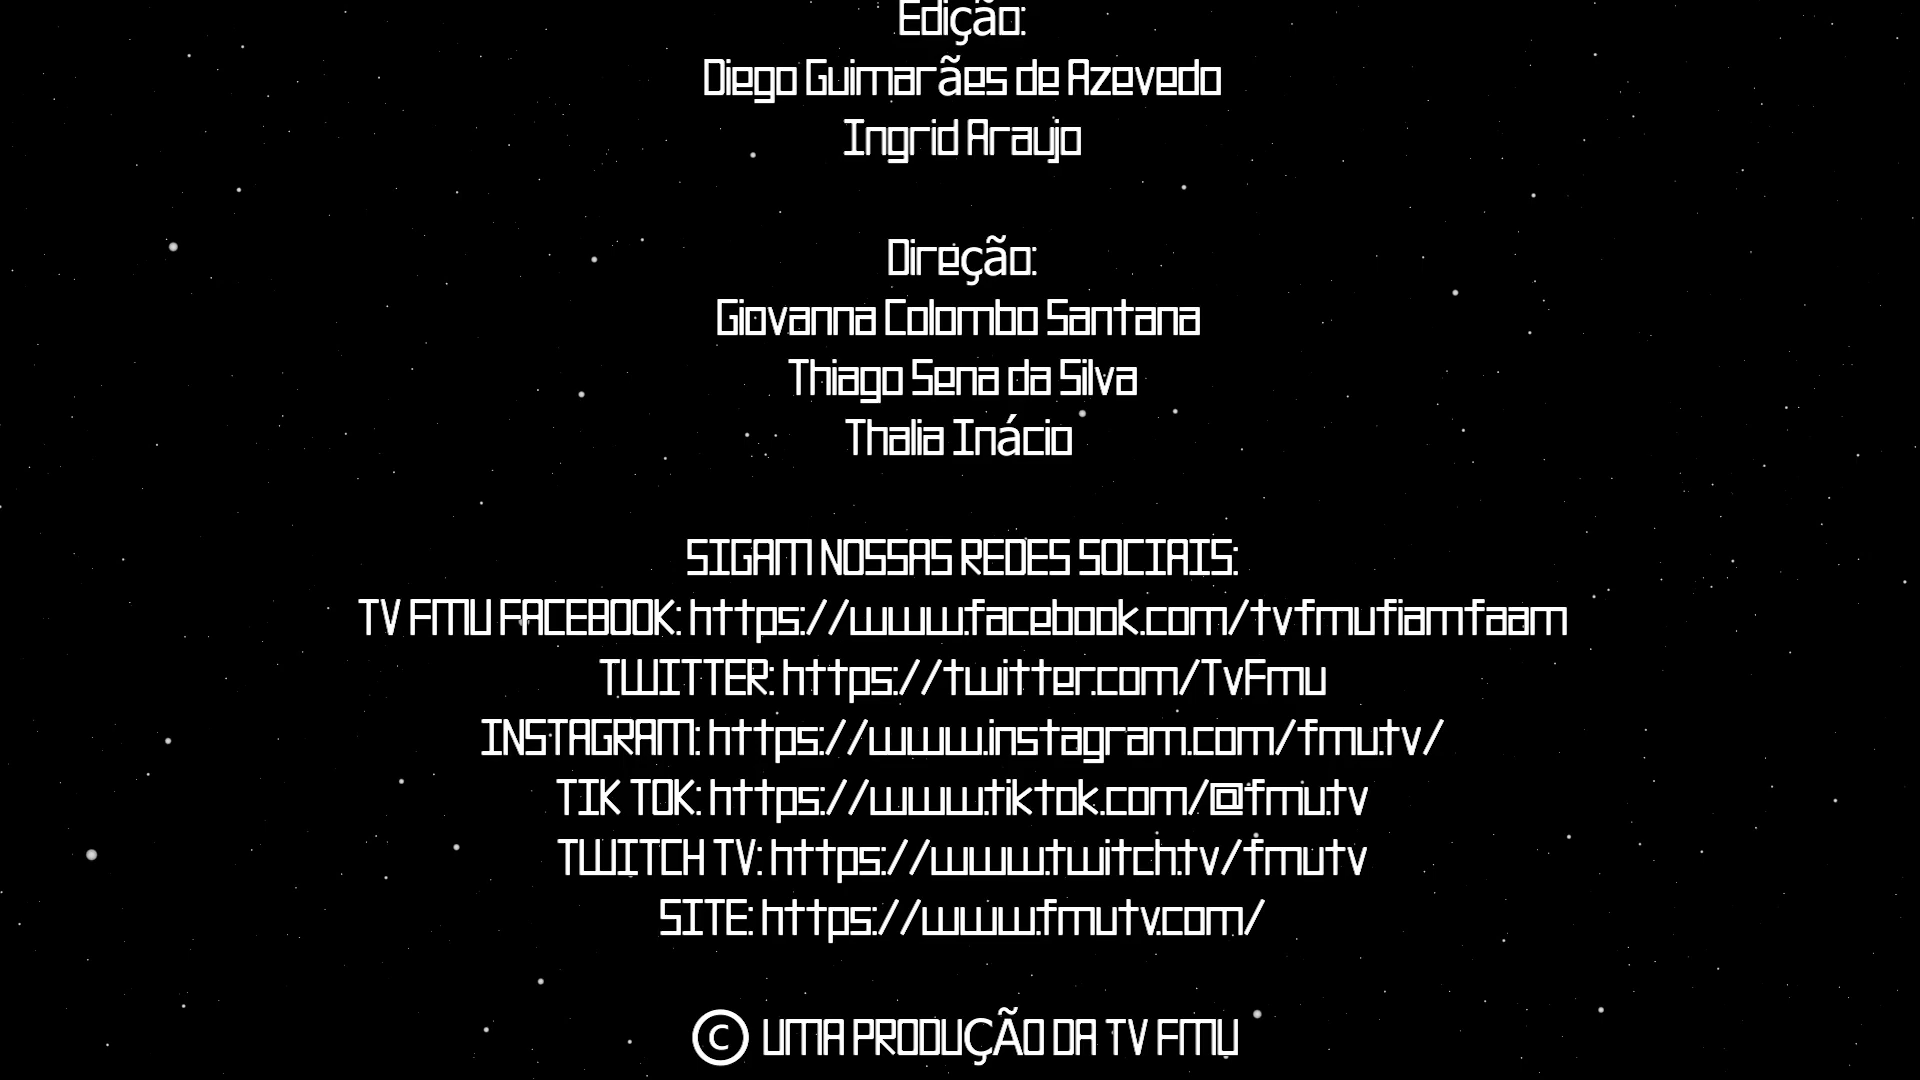 Edição:
Diego Guimarães de Azevedo
Ingrid Araujo
Direção:
Giovanna Colombo Santana
Thiago Sena da Silva
Thalia Inácio
SIGAM NOSSAS REDES SOCIAIS:
TV FMU FACEBOOK: https://www.facebook.com/tvfmufiamfaam
TWITTER: https://twitter.com/TvFmu
INSTAGRAM: https://www.instagram.com/fmu.tv/
TIK TOK: https://www.tiktok.com/@fmu.tv
TWITCH TV: https://www.twitch.tv/fmutv
SITE: https://www.fmutv.com/
© UMA PRODUÇÃO DA TV FMU